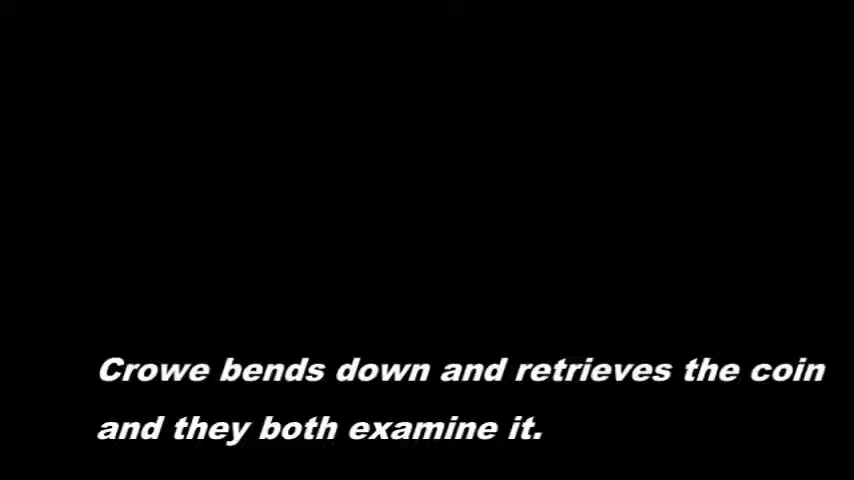 Crowe bends down and retrieves the coin
and they both examine it.